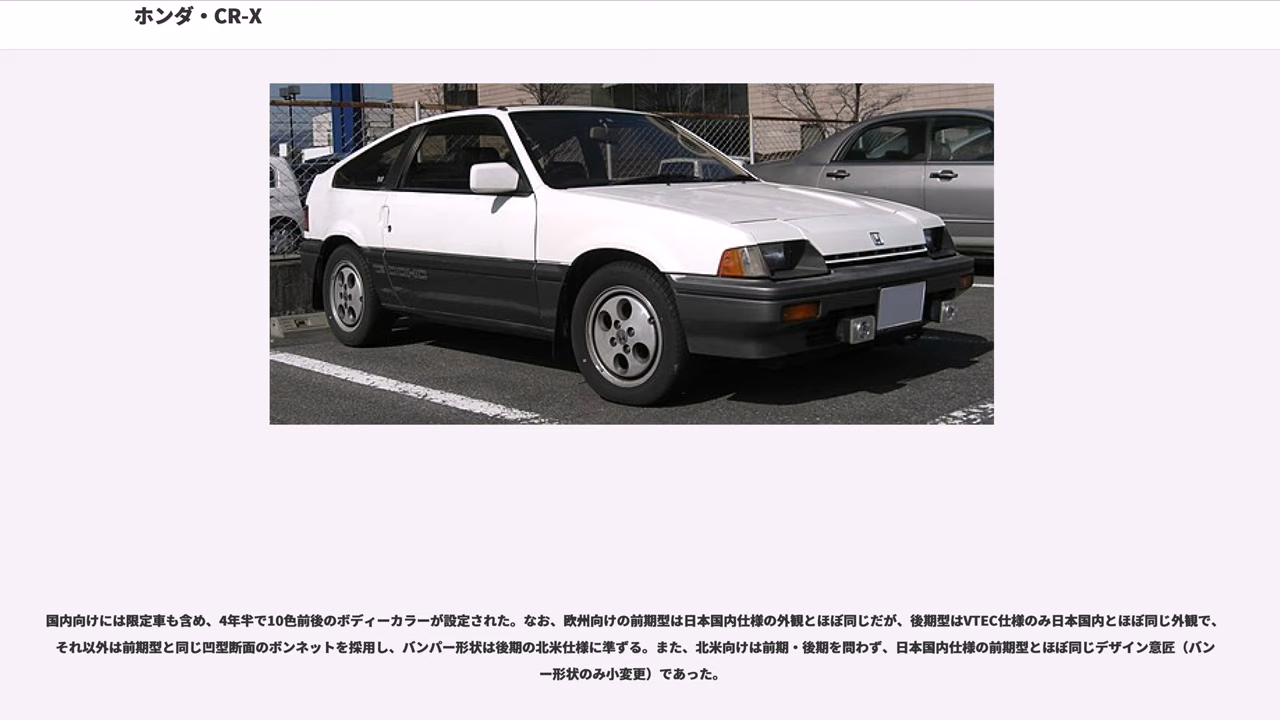 ホンダ・CR-X
国内向けには限定車も含め、4年半で10色前後のボディーカラーが設定された。なお、欧州向けの前期型は日本国内仕様の外観とほぼ同じだが、後期型はVTEC仕様のみ日本国内とほぼ同じ外観で、
それ以外は前期型と同じ凹型断面のボンネットを採用し、バンパー形状は後期の北米仕様に準ずる。また、北米向けは前期・後期を問わず、日本国内仕様の前期型とほぼ同じデザイン意匠（バン
ー形状のみ小変更）であった。